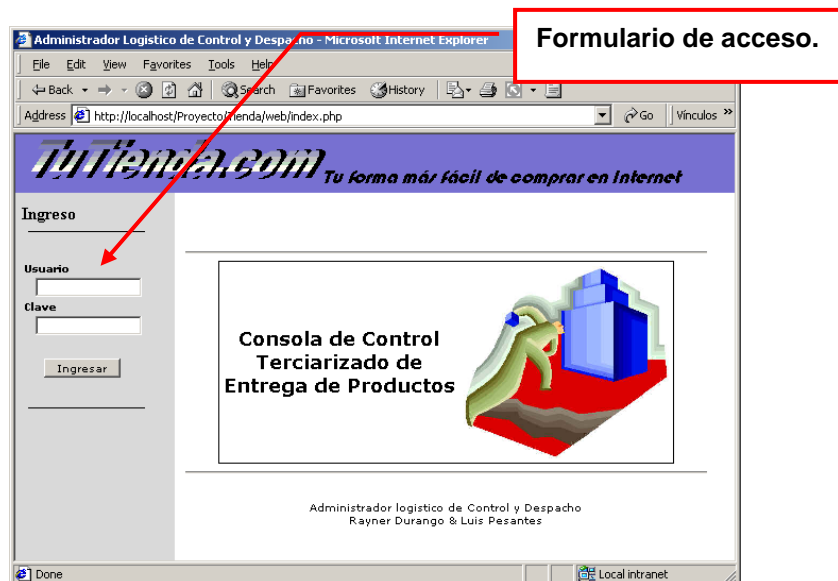 Formulario de acceso.
Administrador Logistico de Control y Despacho - Microsoft Internet Explorer
File Edit View Favorites Tools Help
Back Search Favorites History
Address http://localhost/Proyecto/Tienda/web/index.php Go Vínculos »
TuTienda.com Tu forma más fácil de comprar en Internet
Ingreso
Usuario
Clave
Ingresar
Consola de Control
Terciarizado de
Entrega de Productos
Administrador logistico de Control y Despacho
Rayner Durango & Luis Pesantes
Done Local intranet